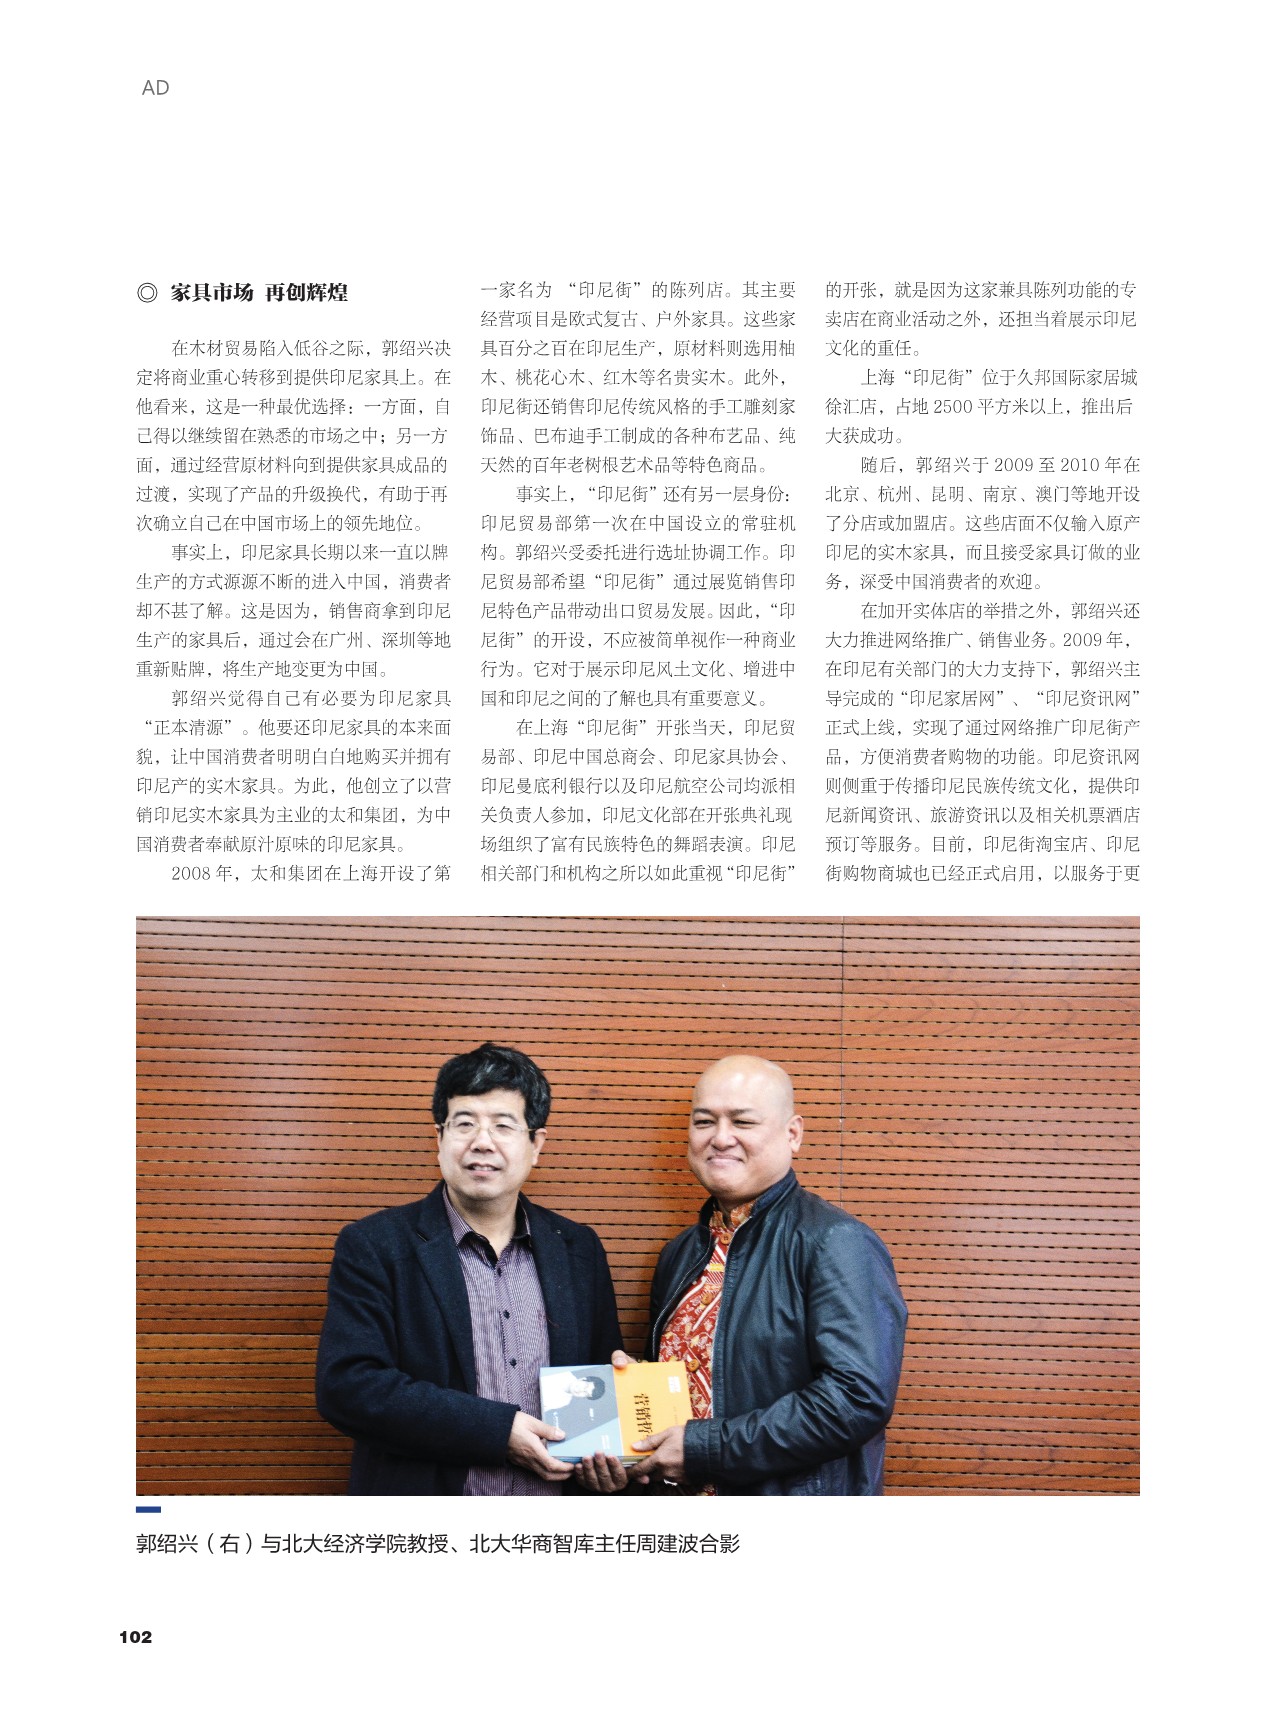 AD
◎ 家具市场 再创辉煌
在木材贸易陷入低谷之际，郭绍兴决
定将商业重心转移到提供印尼家具上。在
他看来，这是一种最优选择：一方面，自
己得以继续留在熟悉的市场之中；另一方
面，通过经营原材料向到提供家具成品的
过渡，实现了产品的升级换代，有助于再
次确立自己在中国市场上的领先地位。
事实上，印尼家具长期以来一直以牌
生产的方式源源不断的进入中国，消费者
却不甚了解。这是因为，销售商拿到印尼
生产的家具后，通过会在广州、深圳等地
重新贴牌，将生产地变更为中国。
郭绍兴觉得自己有必要为印尼家具
“正本清源”。他要还印尼家具的本来面
貌，让中国消费者明明白白地购买并拥有
印尼产的实木家具。为此，他创立了以营
销印尼实木家具为主业的太和集团，为中
国消费者奉献原汁原味的印尼家具。
2008 年，太和集团在上海开设了第
一家名为 “印尼街”的陈列店。其主要
经营项目是欧式复古、户外家具。这些家
具百分之百在印尼生产，原材料则选用柚
木、桃花心木、红木等名贵实木。此外，
印尼街还销售印尼传统风格的手工雕刻家
饰品、巴布迪手工制成的各种布艺品、纯
天然的百年老树根艺术品等特色商品。
事实上，“印尼街”还有另一层身份：
印尼贸易部第一次在中国设立的常驻机
构。郭绍兴受委托进行选址协调工作。印
尼贸易部希望“印尼街”通过展览销售印
尼特色产品带动出口贸易发展。因此，“印
尼街”的开设，不应被简单视作一种商业
行为。它对于展示印尼风土文化、增进中
国和印尼之间的了解也具有重要意义。
在上海“印尼街”开张当天，印尼贸
易部、印尼中国总商会、印尼家具协会、
印尼曼底利银行以及印尼航空公司均派相
关负责人参加，印尼文化部在开张典礼现
场组织了富有民族特色的舞蹈表演。印尼
相关部门和机构之所以如此重视“印尼街”
的开张，就是因为这家兼具陈列功能的专
卖店在商业活动之外，还担当着展示印尼
文化的重任。
上海“印尼街”位于久邦国际家居城
徐汇店，占地 2500 平方米以上，推出后
大获成功。
随后，郭绍兴于 2009 至 2010 年在
北京、杭州、昆明、南京、澳门等地开设
了分店或加盟店。这些店面不仅输入原产
印尼的实木家具，而且接受家具订做的业
务，深受中国消费者的欢迎。
在加开实体店的举措之外，郭绍兴还
大力推进网络推广、销售业务。2009 年，
在印尼有关部门的大力支持下，郭绍兴主
导完成的“印尼家居网”、“印尼资讯网”
正式上线，实现了通过网络推广印尼街产
品，方便消费者购物的功能。印尼资讯网
则侧重于传播印尼民族传统文化，提供印
尼新闻资讯、旅游资讯以及相关机票酒店
预订等服务。目前，印尼街淘宝店、印尼
街购物商城也已经正式启用，以服务于更
郭绍兴（右）与北大经济学院教授、北大华商智库主任周建波合影
102